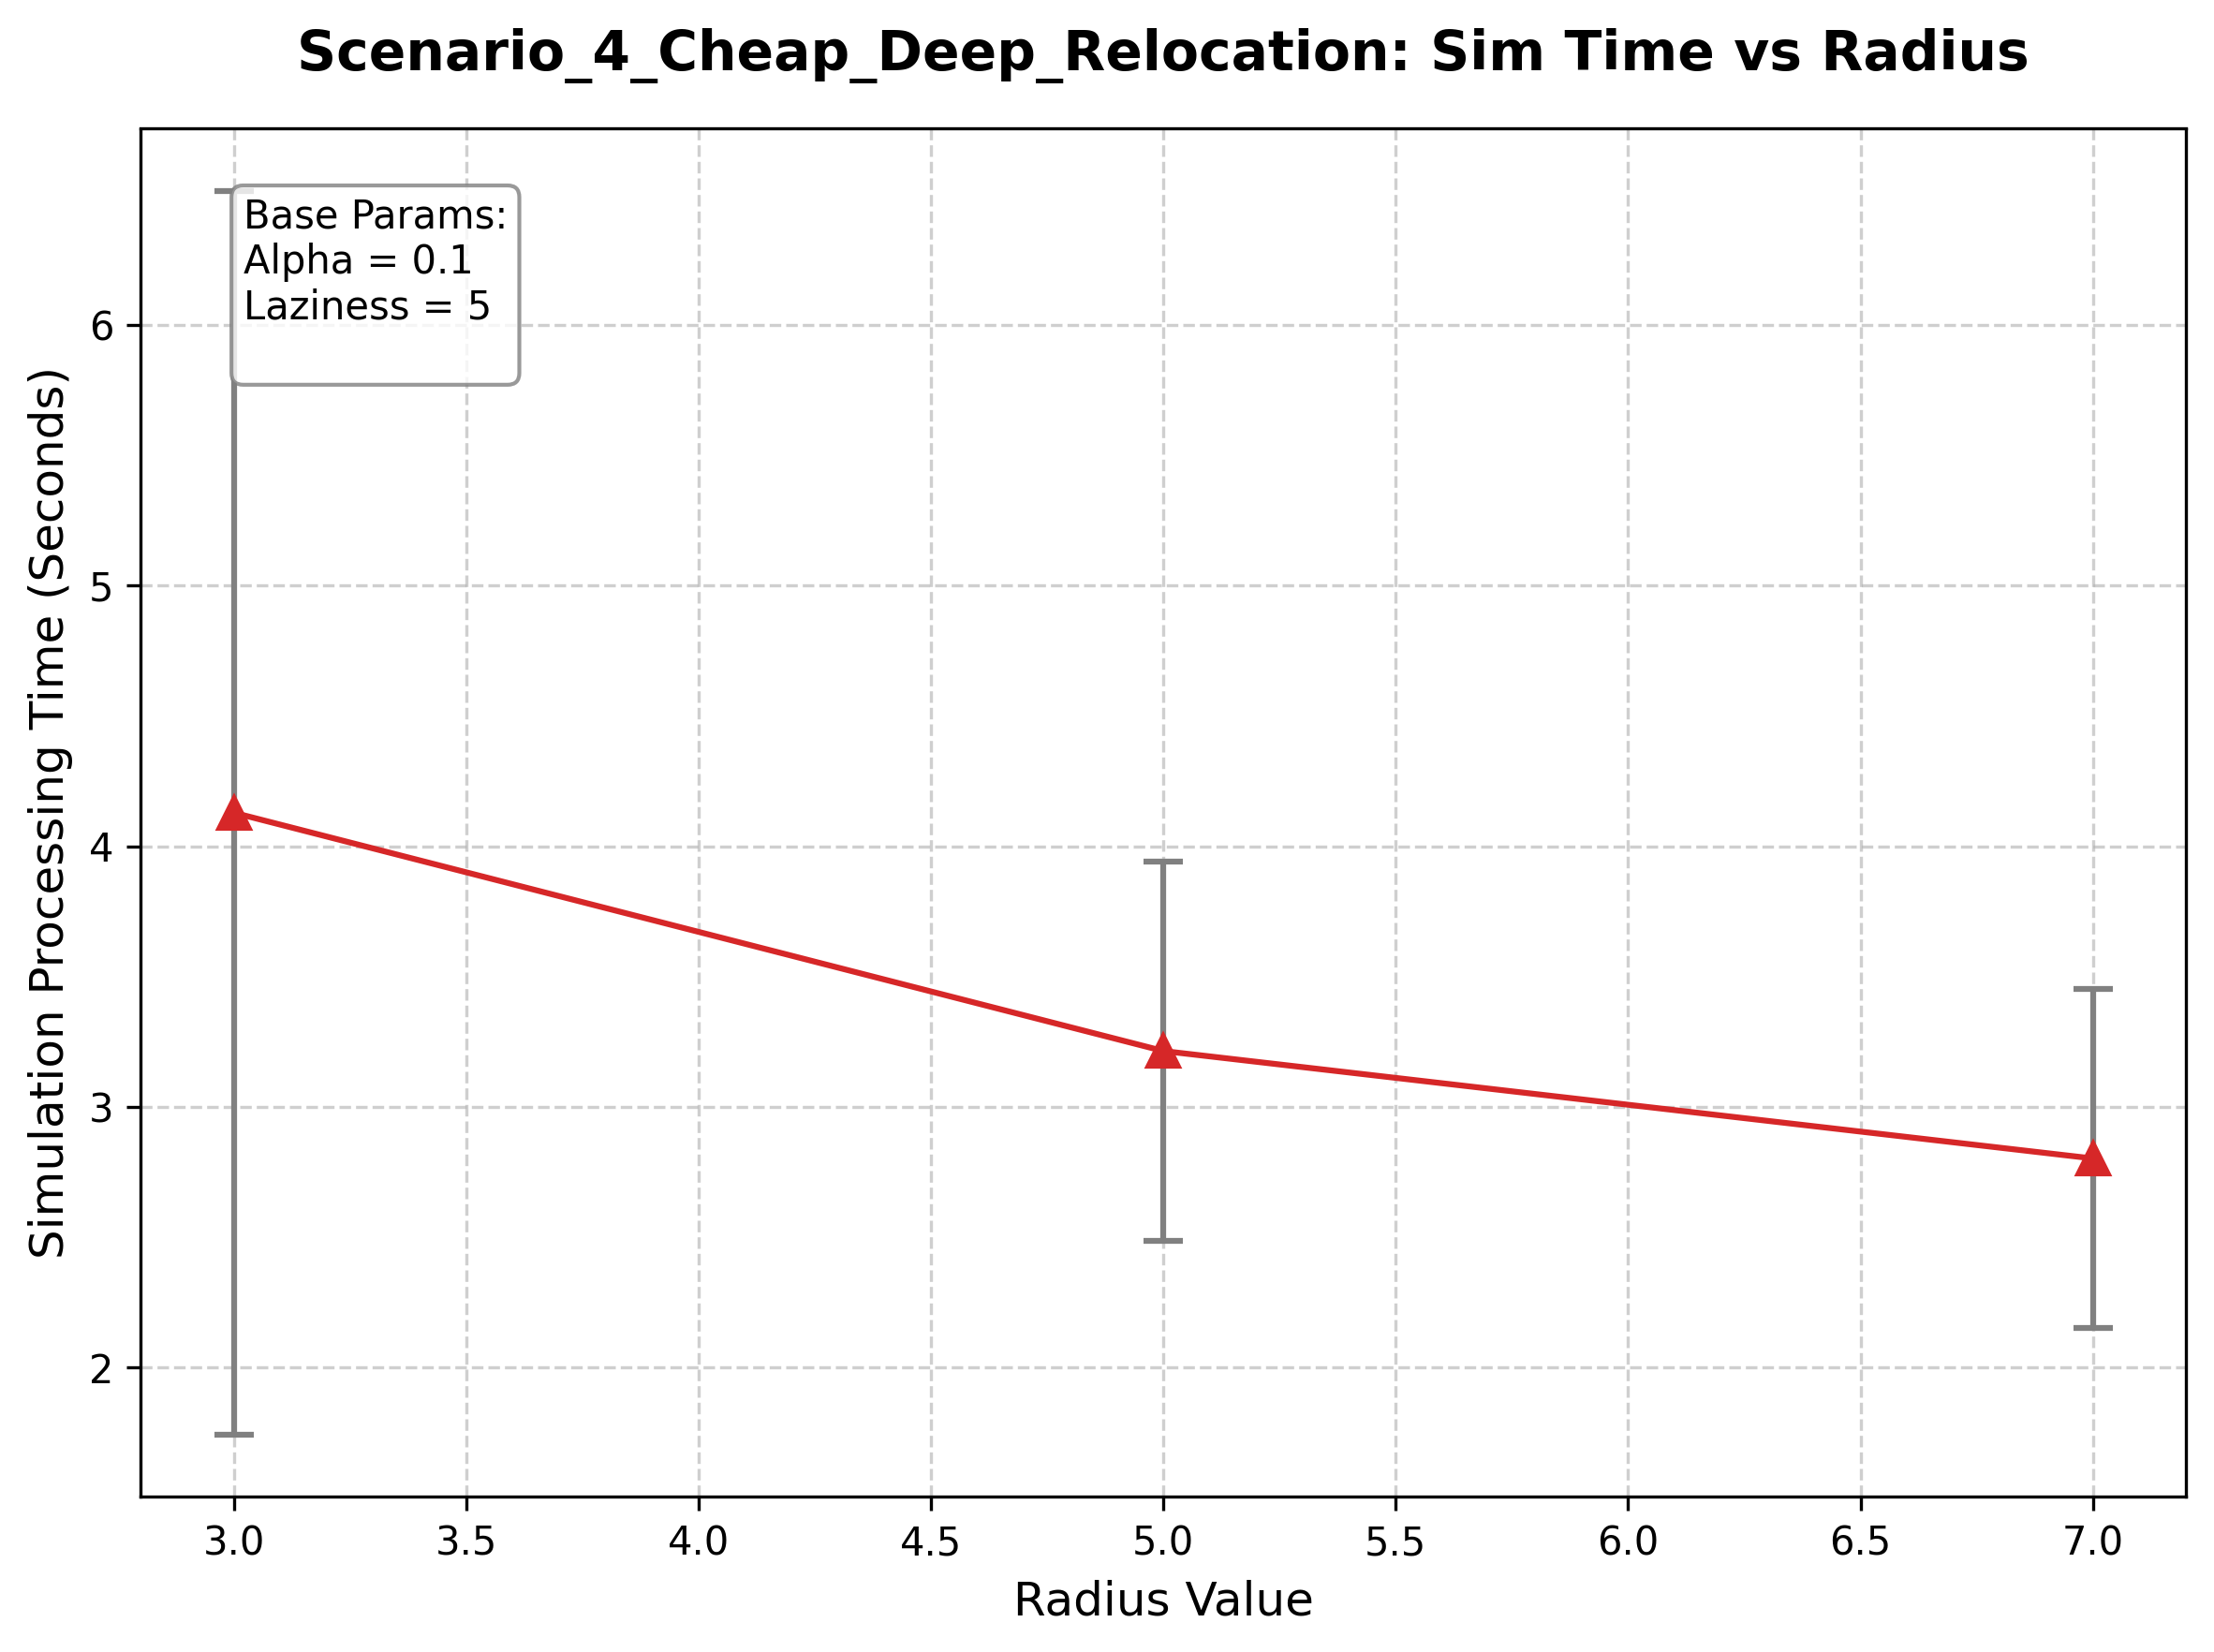 Scenario_4_Cheap_Deep_Relocation: Sim Time vs Radius
Base Params:
Alpha = 0.1
Laziness = 5
Simulation Processing Time (Seconds)
6
5
4
3
2
3.0 3.5 4.0 4.5 5.0 5.5 6.0 6.5 7.0
Radius Value